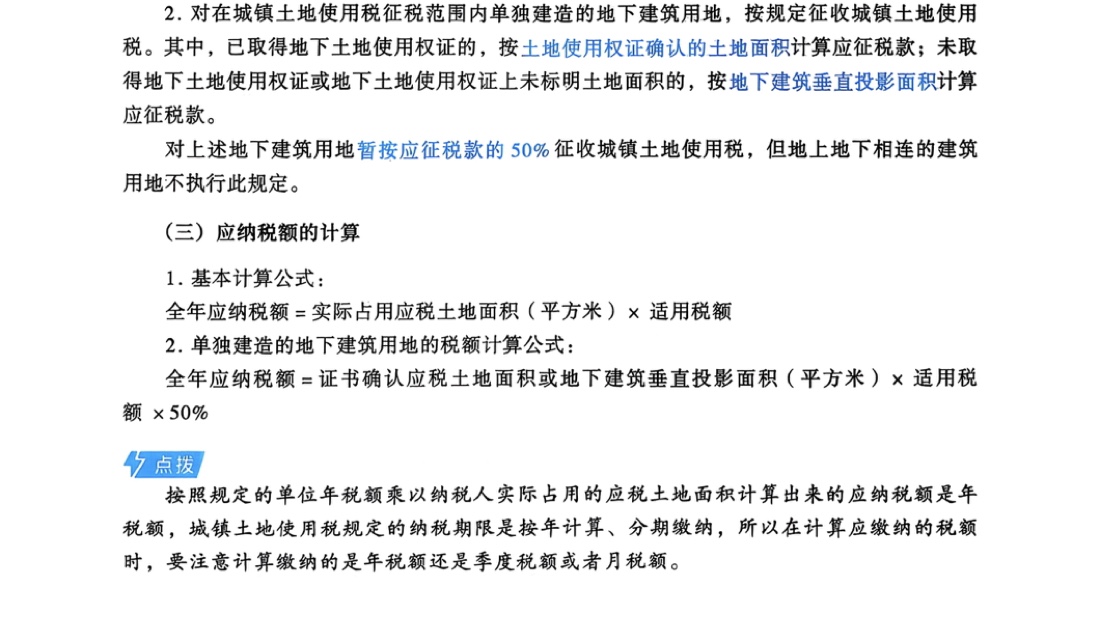 2. 对在城镇土地使用税征税范围内单独建造的地下建筑用地，按规定征收城镇土地使用
税。其中，已取得地下土地使用权证的，按土地使用权证确认的土地面积计算应征税款；未取
得地下土地使用权证或地下土地使用权证上未标明土地面积的，按地下建筑垂直投影面积计算
应征税款。
对上述地下建筑用地暂按应征税款的 50% 征收城镇土地使用税，但地上地下相连的建筑
用地不执行此规定。
（三）应纳税额的计算
1. 基本计算公式：
全年应纳税额 = 实际占用应税土地面积（平方米）× 适用税额
2. 单独建造的地下建筑用地的税额计算公式：
全年应纳税额 = 证书确认应税土地面积或地下建筑垂直投影面积（平方米）× 适用税
额 × 50%
点拨
按照规定的单位年税额乘以纳税人实际占用的应税土地面积计算出来的应纳税额是年
税额，城镇土地使用税规定的纳税期限是按年计算、分期缴纳，所以在计算应缴纳的税额
时，要注意计算缴纳的是年税额还是季度税额或者月税额。